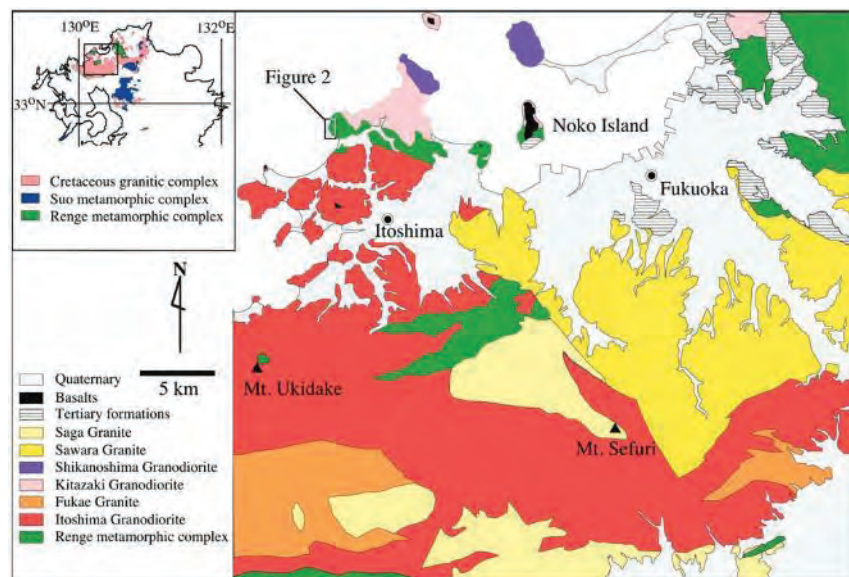 130°E
132°E
33°N
Cretaceous granitic complex
Suo metamorphic complex
Renge metamorphic complex
N
5 km
Quaternary
Basalts
Tertiary formations
Saga Granite
Sawara Granite
Shikanoshima Granodiorite
Kitazaki Granodiorite
Fukae Granite
Itoshima Granodiorite
Renge metamorphic complex
Figure 2
Noko Island
Fukuoka
Itoshima
Mt. Ukidake
Mt. Sefuri